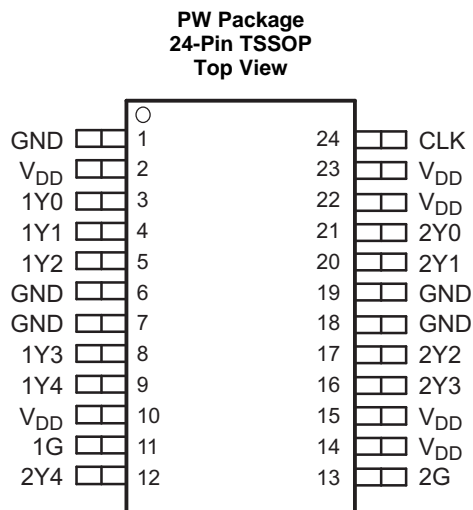 PW Package
24-Pin TSSOP
Top View
GND 1 24 CLK
VDD 2 23 VDD
1Y0 3 22 VDD
1Y1 4 21 2Y0
1Y2 5 20 2Y1
GND 6 19 GND
GND 7 18 GND
1Y3 8 17 2Y2
1Y4 9 16 2Y3
VDD 10 15 VDD
1G 11 14 VDD
2Y4 12 13 2G